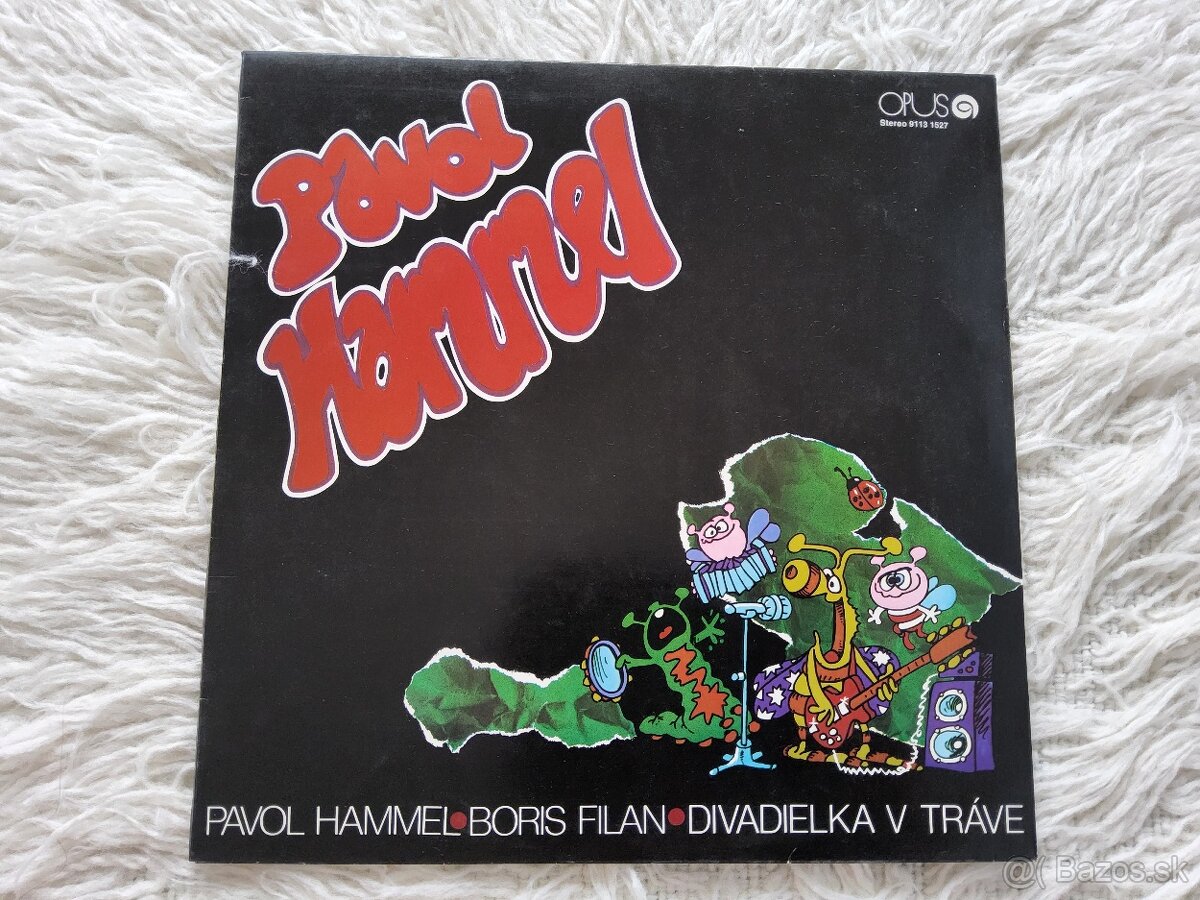 Pavol
Hammel
OPUS
Stereo 9113 1527
PAVOL HAMMEL•BORIS FILAN•DIVADIELKA V TRÁVE
@( Bazos.sk